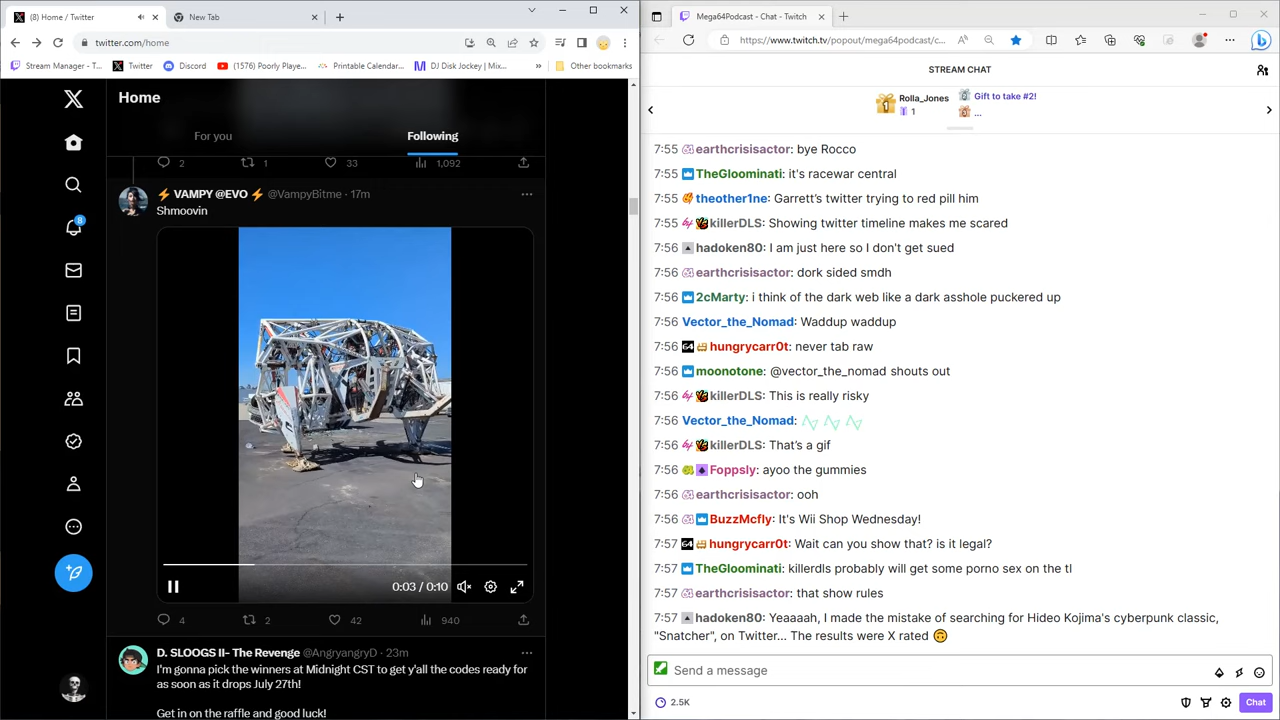 (8) Home / Twitter
New Tab
twitter.com/home
Stream Manager - T...
Twitter
Discord
(1576) Poorly Playe...
Printable Calendar...
DJ Disk Jockey | Mix...
»
Other bookmarks
Home
For you
Following
2
1
33
1,092
⚡ VAMPY @EVO ⚡ @VampyBitme · 17m
Shmoovin
0:03 / 0:10
4
2
42
940
D. SLOOGS II- The Revenge @AngryangryD · 23m
I'm gonna pick the winners at Midnight CST to get y'all the codes ready for
as soon as it drops July 27th!
Get in on the raffle and good luck!
8
Mega64Podcast - Chat - Twitch
https://www.twitch.tv/popout/mega64podcast/c...
STREAM CHAT
Rolla_Jones
1
Gift to take #2!
...
7:55 earthcrisisactor: bye Rocco
7:55 TheGloominati: it's racewar central
7:55 theother1ne: Garrett's twitter trying to red pill him
7:55 killerDLS: Showing twitter timeline makes me scared
7:56 hadoken80: I am just here so I don't get sued
7:56 earthcrisisactor: dork sided smdh
7:56 2cMarty: i think of the dark web like a dark asshole puckered up
7:56 Vector_the_Nomad: Waddup waddup
7:56 hungrycarr0t: never tab raw
7:56 moonotone: @vector_the_nomad shouts out
7:56 killerDLS: This is really risky
7:56 Vector_the_Nomad:
7:56 killerDLS: That's a gif
7:56 Foppsly: ayoo the gummies
7:56 earthcrisisactor: ooh
7:56 BuzzMcfly: It's Wii Shop Wednesday!
7:57 hungrycarr0t: Wait can you show that? is it legal?
7:57 TheGloominati: killerdls probably will get some porno sex on the tl
7:57 earthcrisisactor: that show rules
7:57 hadoken80: Yeaaaah, I made the mistake of searching for Hideo Kojima's cyberpunk classic,
"Snatcher", on Twitter... The results were X rated 🙃
Send a message
2.5K
Chat